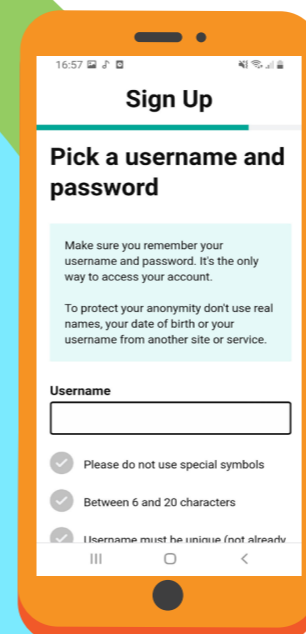 16:57
Sign Up
Pick a username and
password
Make sure you remember your
username and password. It's the only
way to access your account.
To protect your anonymity don't use real
names, your date of birth or your
username from another site or service.
Username
Please do not use special symbols
Between 6 and 20 characters
Username must be unique (not already